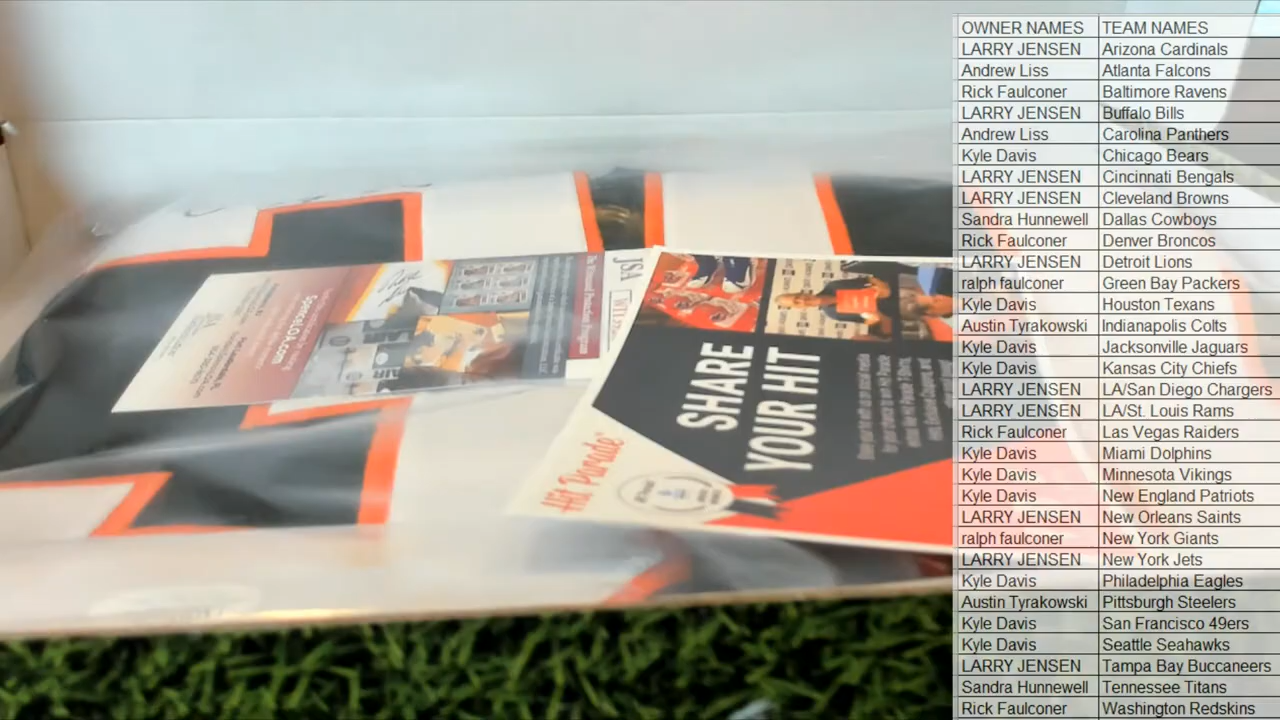 OWNER NAMES TEAM NAMES
LARRY JENSEN Arizona Cardinals
Andrew Liss Atlanta Falcons
Rick Faulconer Baltimore Ravens
LARRY JENSEN Buffalo Bills
Andrew Liss Carolina Panthers
Kyle Davis Chicago Bears
LARRY JENSEN Cincinnati Bengals
LARRY JENSEN Cleveland Browns
Sandra Hunnewell Dallas Cowboys
Rick Faulconer Denver Broncos
LARRY JENSEN Detroit Lions
ralph faulconer Green Bay Packers
Kyle Davis Houston Texans
Austin Tyrakowski Indianapolis Colts
Kyle Davis Jacksonville Jaguars
Kyle Davis Kansas City Chiefs
LARRY JENSEN LA/San Diego Chargers
LARRY JENSEN LA/St. Louis Rams
Rick Faulconer Las Vegas Raiders
Kyle Davis Miami Dolphins
Kyle Davis Minnesota Vikings
Kyle Davis New England Patriots
LARRY JENSEN New Orleans Saints
ralph faulconer New York Giants
LARRY JENSEN New York Jets
Kyle Davis Philadelphia Eagles
Austin Tyrakowski Pittsburgh Steelers
Kyle Davis San Francisco 49ers
Kyle Davis Seattle Seahawks
LARRY JENSEN Tampa Bay Buccaneers
Sandra Hunnewell Tennessee Titans
Rick Faulconer Washington Redskins
JSA
SHARE
YOUR HIT
Hit Parade